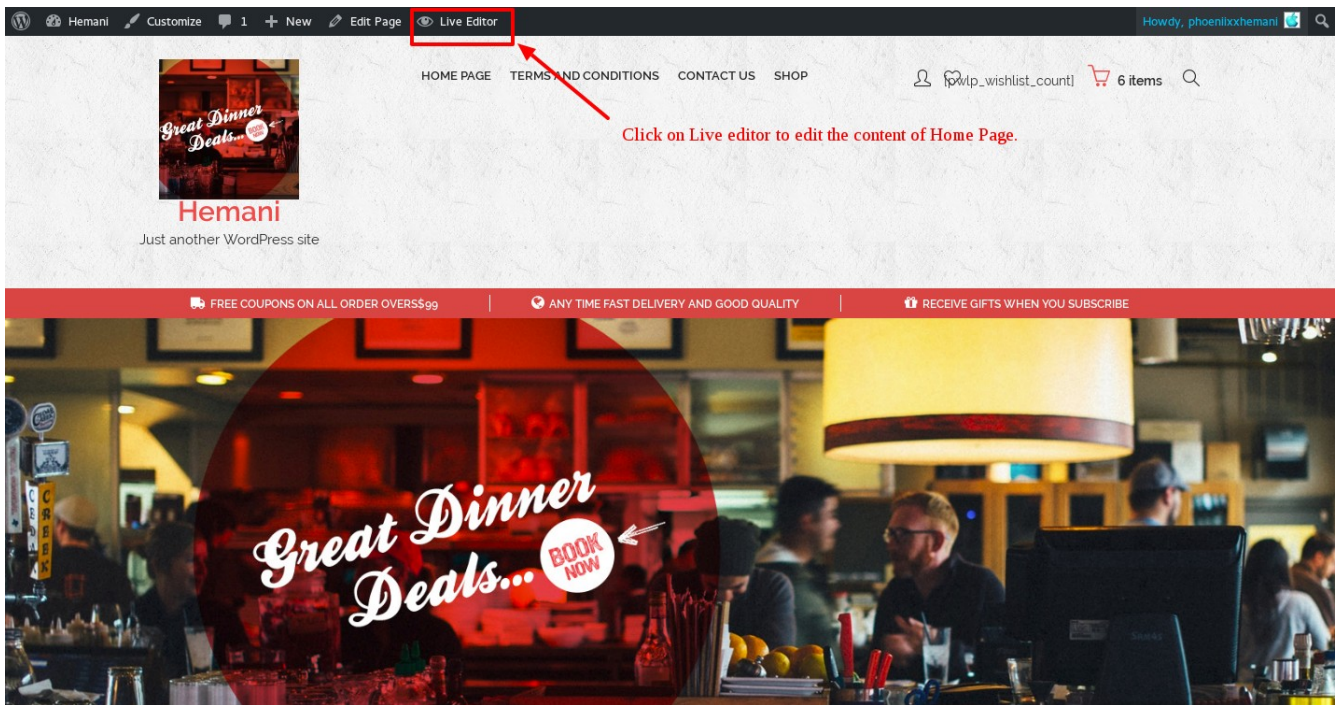 Hemani Customize 1 New Edit Page Live Editor Howdy, phoeniixxhemani
HOME PAGE TERMS AND CONDITIONS CONTACT US SHOP [pwlp_wishlist_count] 6 items
Great Dinner
Deals... BOOK NOW
Click on Live editor to edit the content of Home Page.
Hemani
Just another WordPress site
FREE COUPONS ON ALL ORDER OVERS$99 ANY TIME FAST DELIVERY AND GOOD QUALITY RECEIVE GIFTS WHEN YOU SUBSCRIBE
Great Dinner
Deals... BOOK
NOW
CREEK